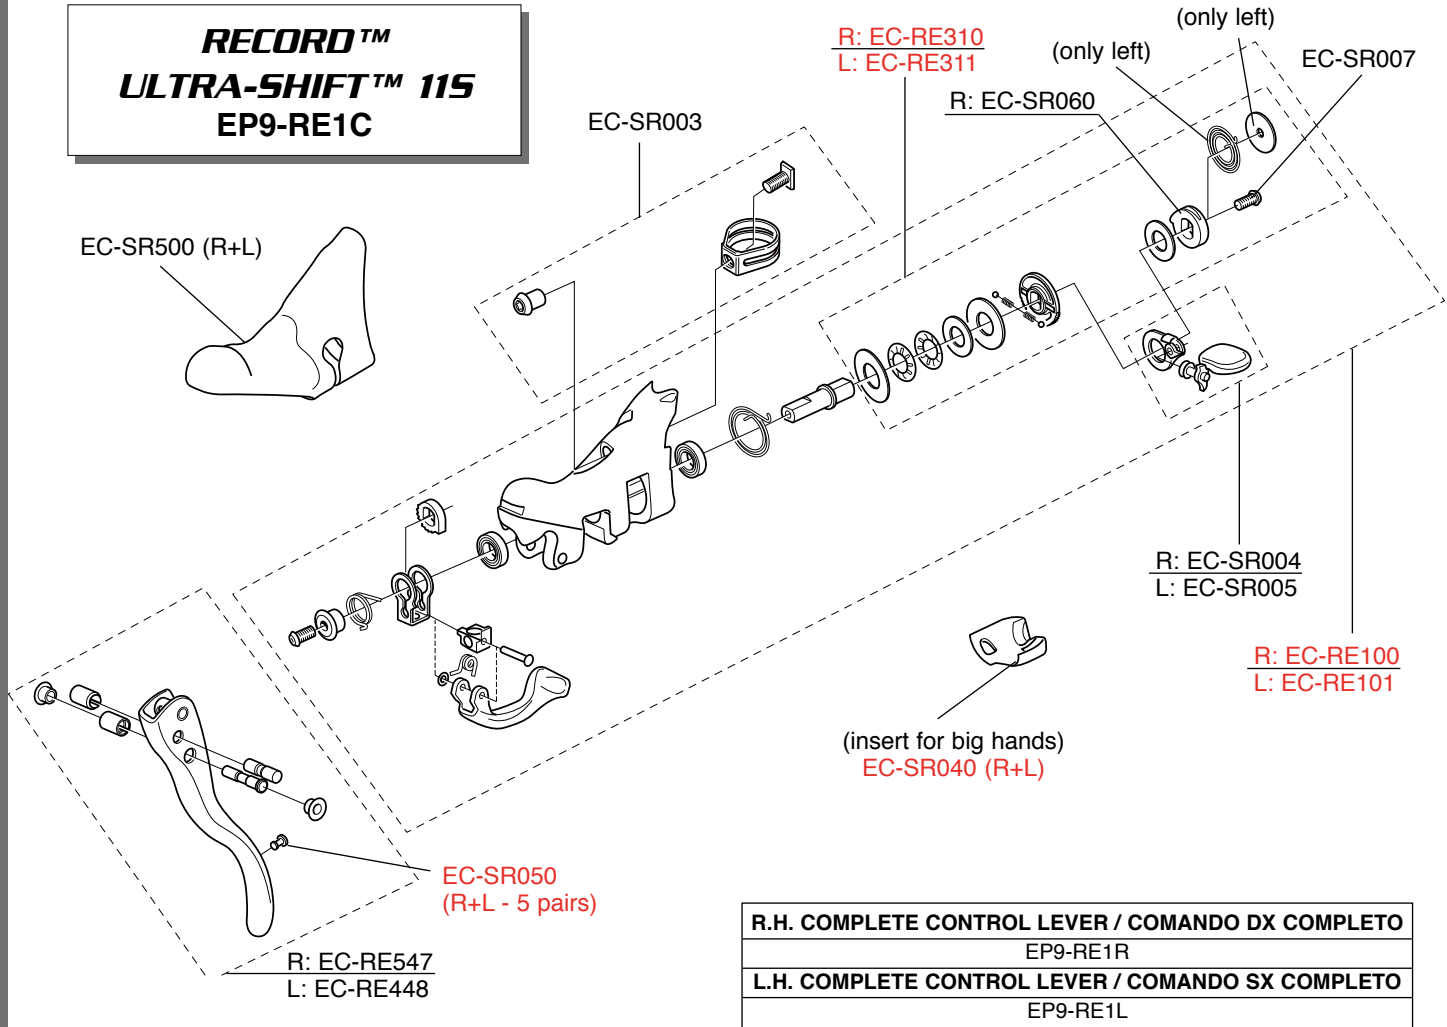 RECORD™
ULTRA-SHIFT™ 11S
EP9-RE1C
EC-SR003
R: EC-RE310
L: EC-RE311
(only left)
(only left)
EC-SR007
R: EC-SR060
EC-SR500 (R+L)
R: EC-SR004
L: EC-SR005
R: EC-RE100
L: EC-RE101
(insert for big hands)
EC-SR040 (R+L)
EC-SR050
(R+L - 5 pairs)
R: EC-RE547
L: EC-RE448
R.H. COMPLETE CONTROL LEVER / COMANDO DX COMPLETO
EP9-RE1R
L.H. COMPLETE CONTROL LEVER / COMANDO SX COMPLETO
EP9-RE1L